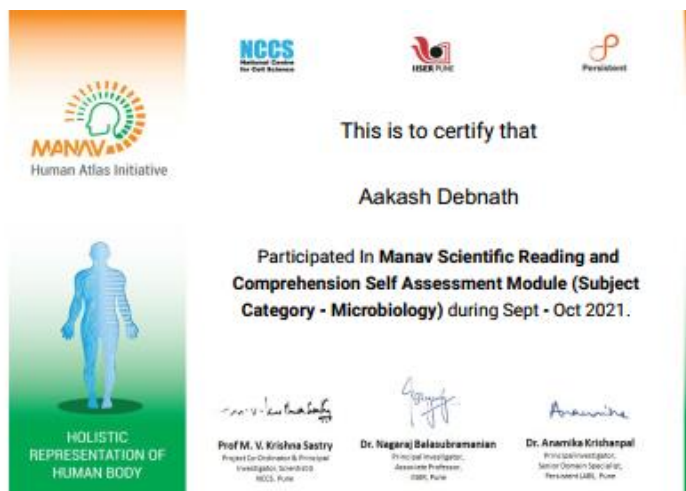 NCCS
National Centre
for Cell Science
IISER PUNE
Persistent
MANAV
Human Atlas Initiative
This is to certify that
Aakash Debnath
Participated In Manav Scientific Reading and
Comprehension Self Assessment Module (Subject
Category - Microbiology) during Sept - Oct 2021.
HOLISTIC
REPRESENTATION OF
HUMAN BODY
Prof M. V. Krishna Sastry
Project Co-Ordinator & Principal
Investigator, Scientist
NCCS, Pune
Dr. Nagaraj Balasubramanian
Principal Investigator,
Associate Professor,
IISER, Pune
Dr. Anamika Krishanpal
Principal Investigator,
Senior Domain Specialist,
Persistent LABS, Pune